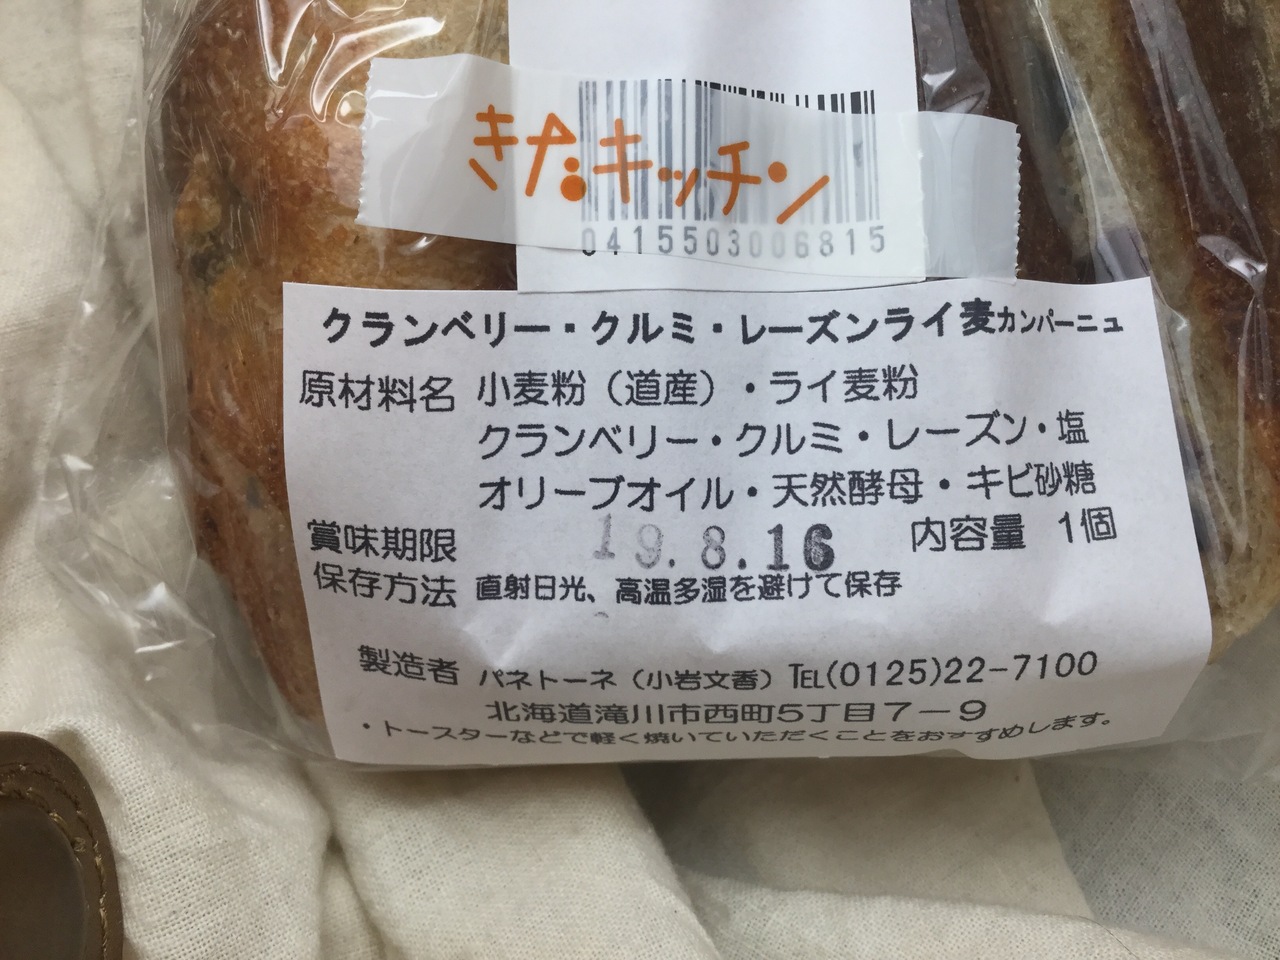 きたキッチン
0415503006815
クランベリー・クルミ・レーズンライ麦カンパーニュ
原材料名 小麦粉（道産）・ライ麦粉
クランベリー・クルミ・レーズン・塩
オリーブオイル・天然酵母・キビ砂糖
賞味期限 19.8.16 内容量 1個
保存方法 直射日光、高温多湿を避けて保存
製造者 パネトーネ（小岩文香）TEL(0125)22-7100
北海道滝川市西町5丁目7-9
・トースターなどで軽く焼いていただくことをおすすめします。